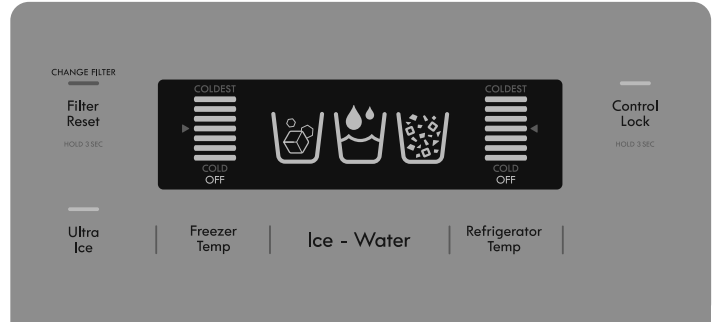 CHANGE FILTER
Filter
Reset
HOLD 3 SEC
COLDEST
COLD
OFF
COLDEST
COLD
OFF
Control
Lock
HOLD 3 SEC
Ultra
Ice
Freezer
Temp
Ice - Water
Refrigerator
Temp